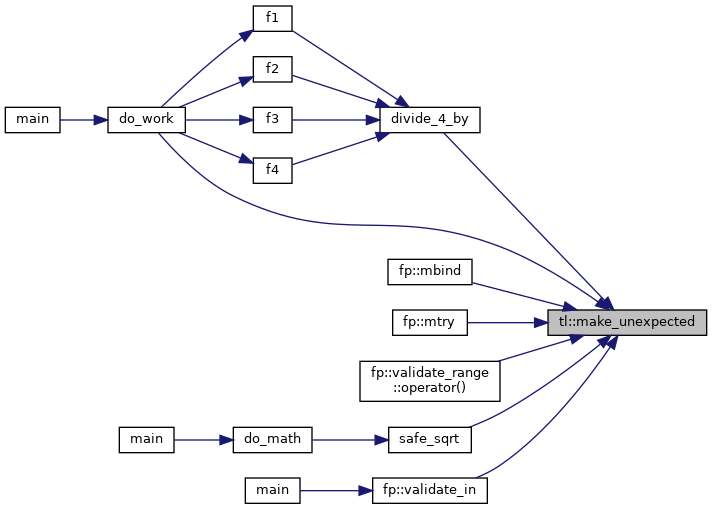 f1
f2
main
do_work
f3
divide_4_by
f4
fp::mbind
fp::mtry
tl::make_unexpected
fp::validate_range
::operator()
main
do_math
safe_sqrt
main
fp::validate_in